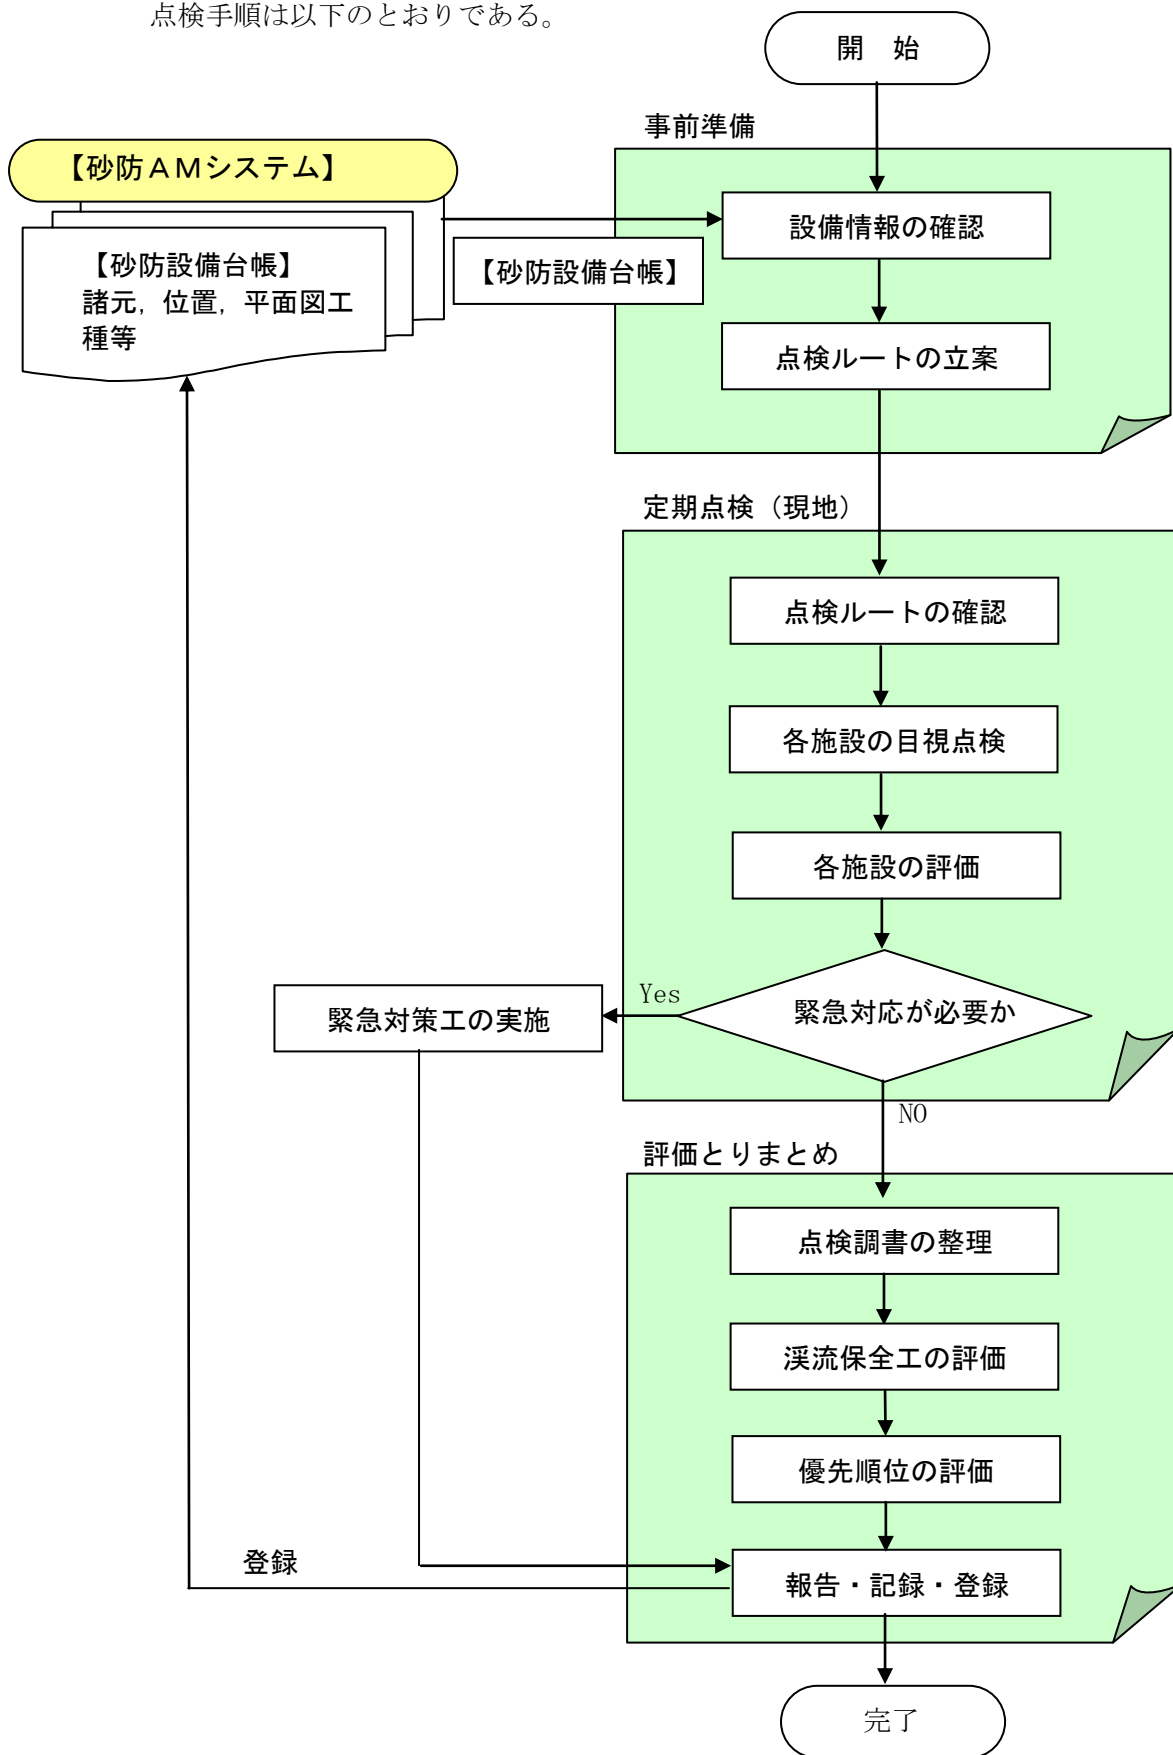 点検手順は以下のとおりである。
開　始
事前準備
【砂防ＡＭシステム】
設備情報の確認
【砂防設備台帳】
諸元，位置，平面図工
種等
【砂防設備台帳】
点検ルートの立案
定期点検（現地）
点検ルートの確認
各施設の目視点検
各施設の評価
緊急対応が必要か
Yes
緊急対策工の実施
NO
評価とりまとめ
点検調書の整理
渓流保全工の評価
優先順位の評価
登録
報告・記録・登録
完了